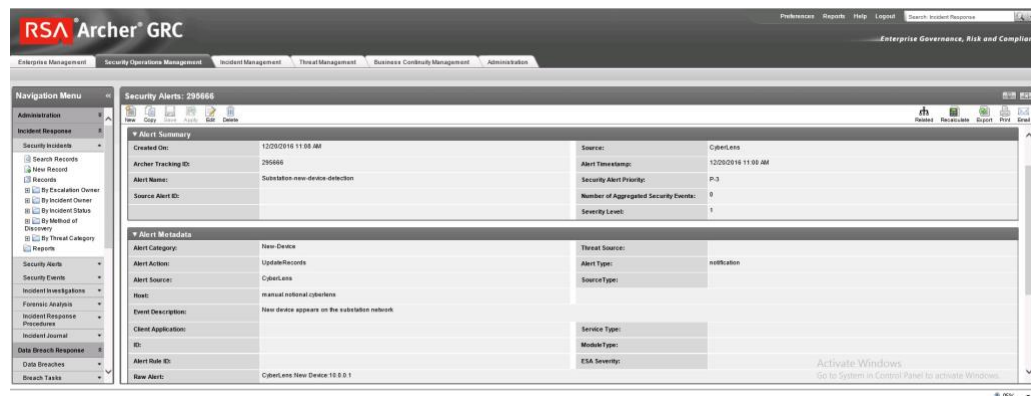 Preferences Reports Help Logout Search: Incident Response
RSA Archer® GRC
Enterprise Governance, Risk and Complian
Enterprise Management Security Operations Management Incident Management Threat Management Business Continuity Management Administration
Navigation Menu
Administration
Incident Response
Security Incidents
Search Records
New Record
Records
By Escalation Owner
By Incident Owner
By Incident Status
By Method of
Discovery
By Threat Category
Reports
Security Alerts
Security Events
Incident Investigations
Forensic Analysis
Incident Response
Procedures
Incident Journal
Data Breach Response
Data Breaches
Breach Tasks
Security Alerts: 295666
New Copy Save Apply Edit Delete
Related Recalculate Export Print Email
Alert Summary
Created On: 12/20/2016 11:00 AM Source: CyberLens
Archer Tracking ID: 295666 Alert Timestamp: 12/20/2016 11:00 AM
Alert Name: Substation-new-device-detection Security Alert Priority: P-3
Source Alert ID: Number of Aggregated Security Events: 0
Severity Level: 1
Alert Metadata
Alert Category: New-Device Threat Source:
Alert Action: UpdateRecords Alert Type: notification
Alert Source: CyberLens SourceType:
Host: manual.notional.cyberlens
Event Description: New device appears on the substation network
Client Application: Service Type:
ID: ModuleType:
Alert Rule ID: ESA Severity:
Raw Alert: CyberLens New Device 10.0.0.1
Activate Windows
Go to System in Control Panel to activate Windows.
95%